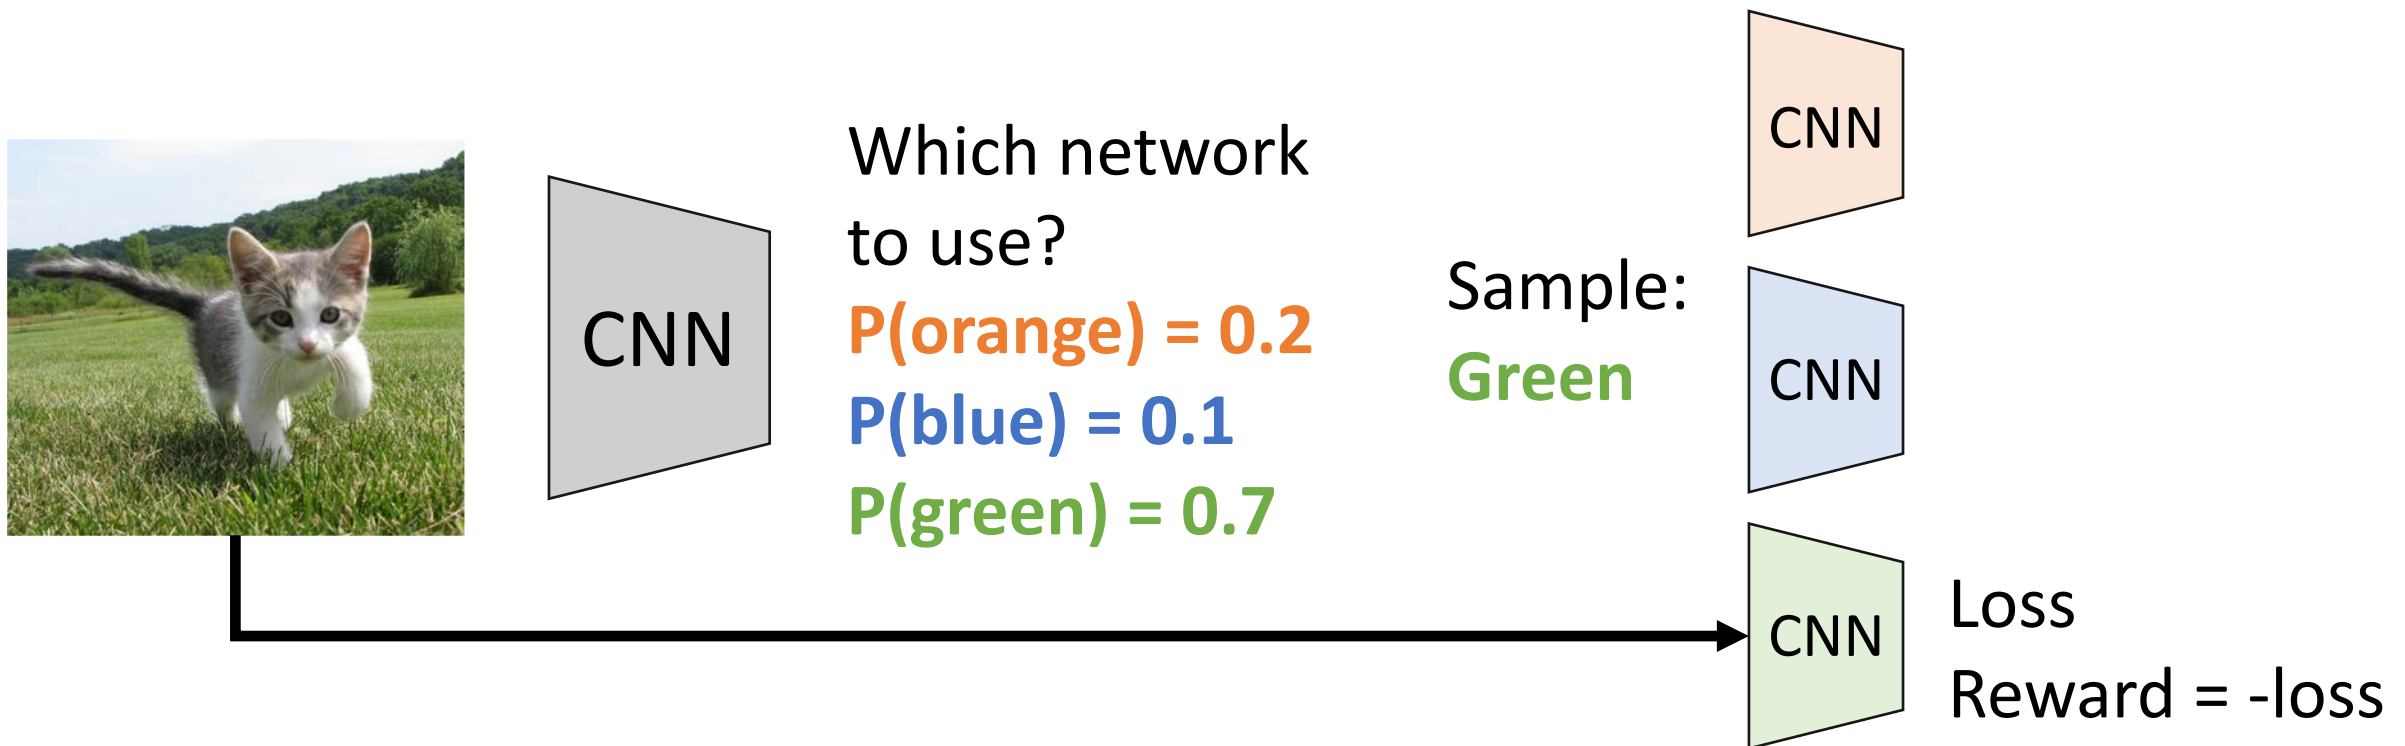 CNN
Which network
to use?
P(orange) = 0.2
P(blue) = 0.1
P(green) = 0.7
Sample:
Green
CNN
CNN
CNN
Loss
Reward = -loss